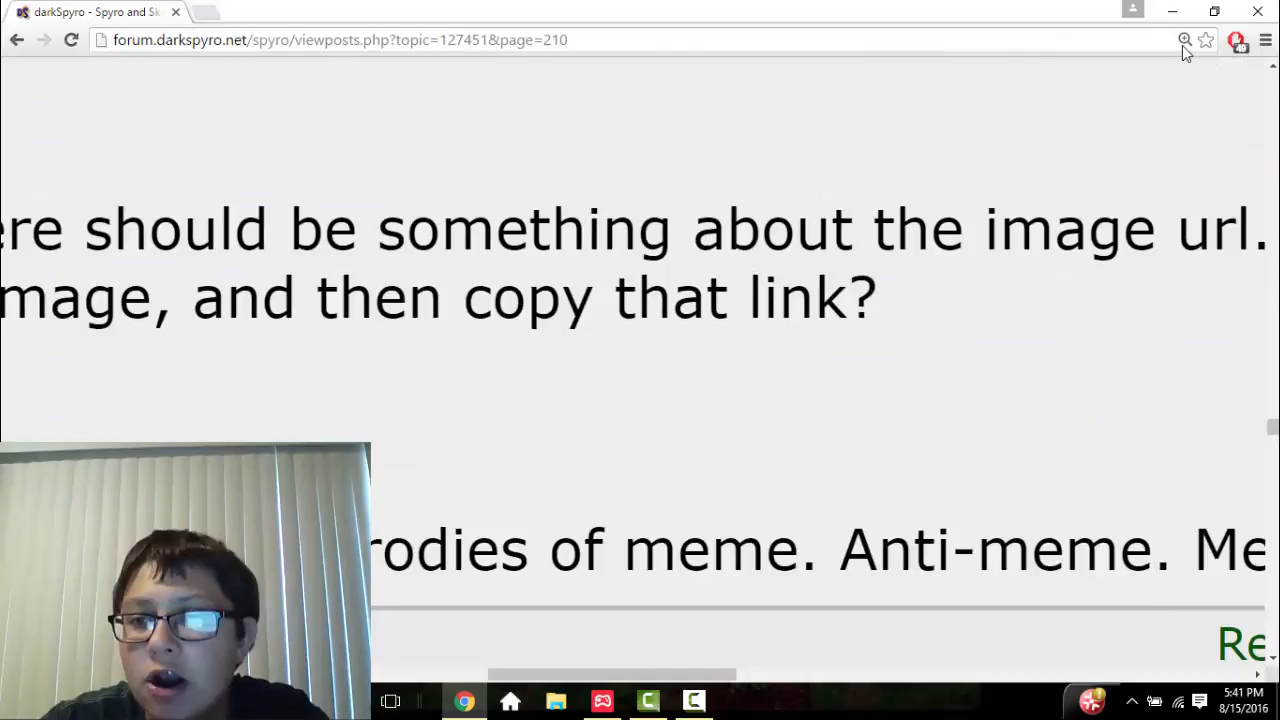 darkSpyro - Spyro and Sk
forum.darkspyro.net/spyro/viewposts.php?topic=127451&page=210
ere should be something about the image url.
mage, and then copy that link?
rodies of meme. Anti-meme. Me
Re
5:41 PM
8/15/2016